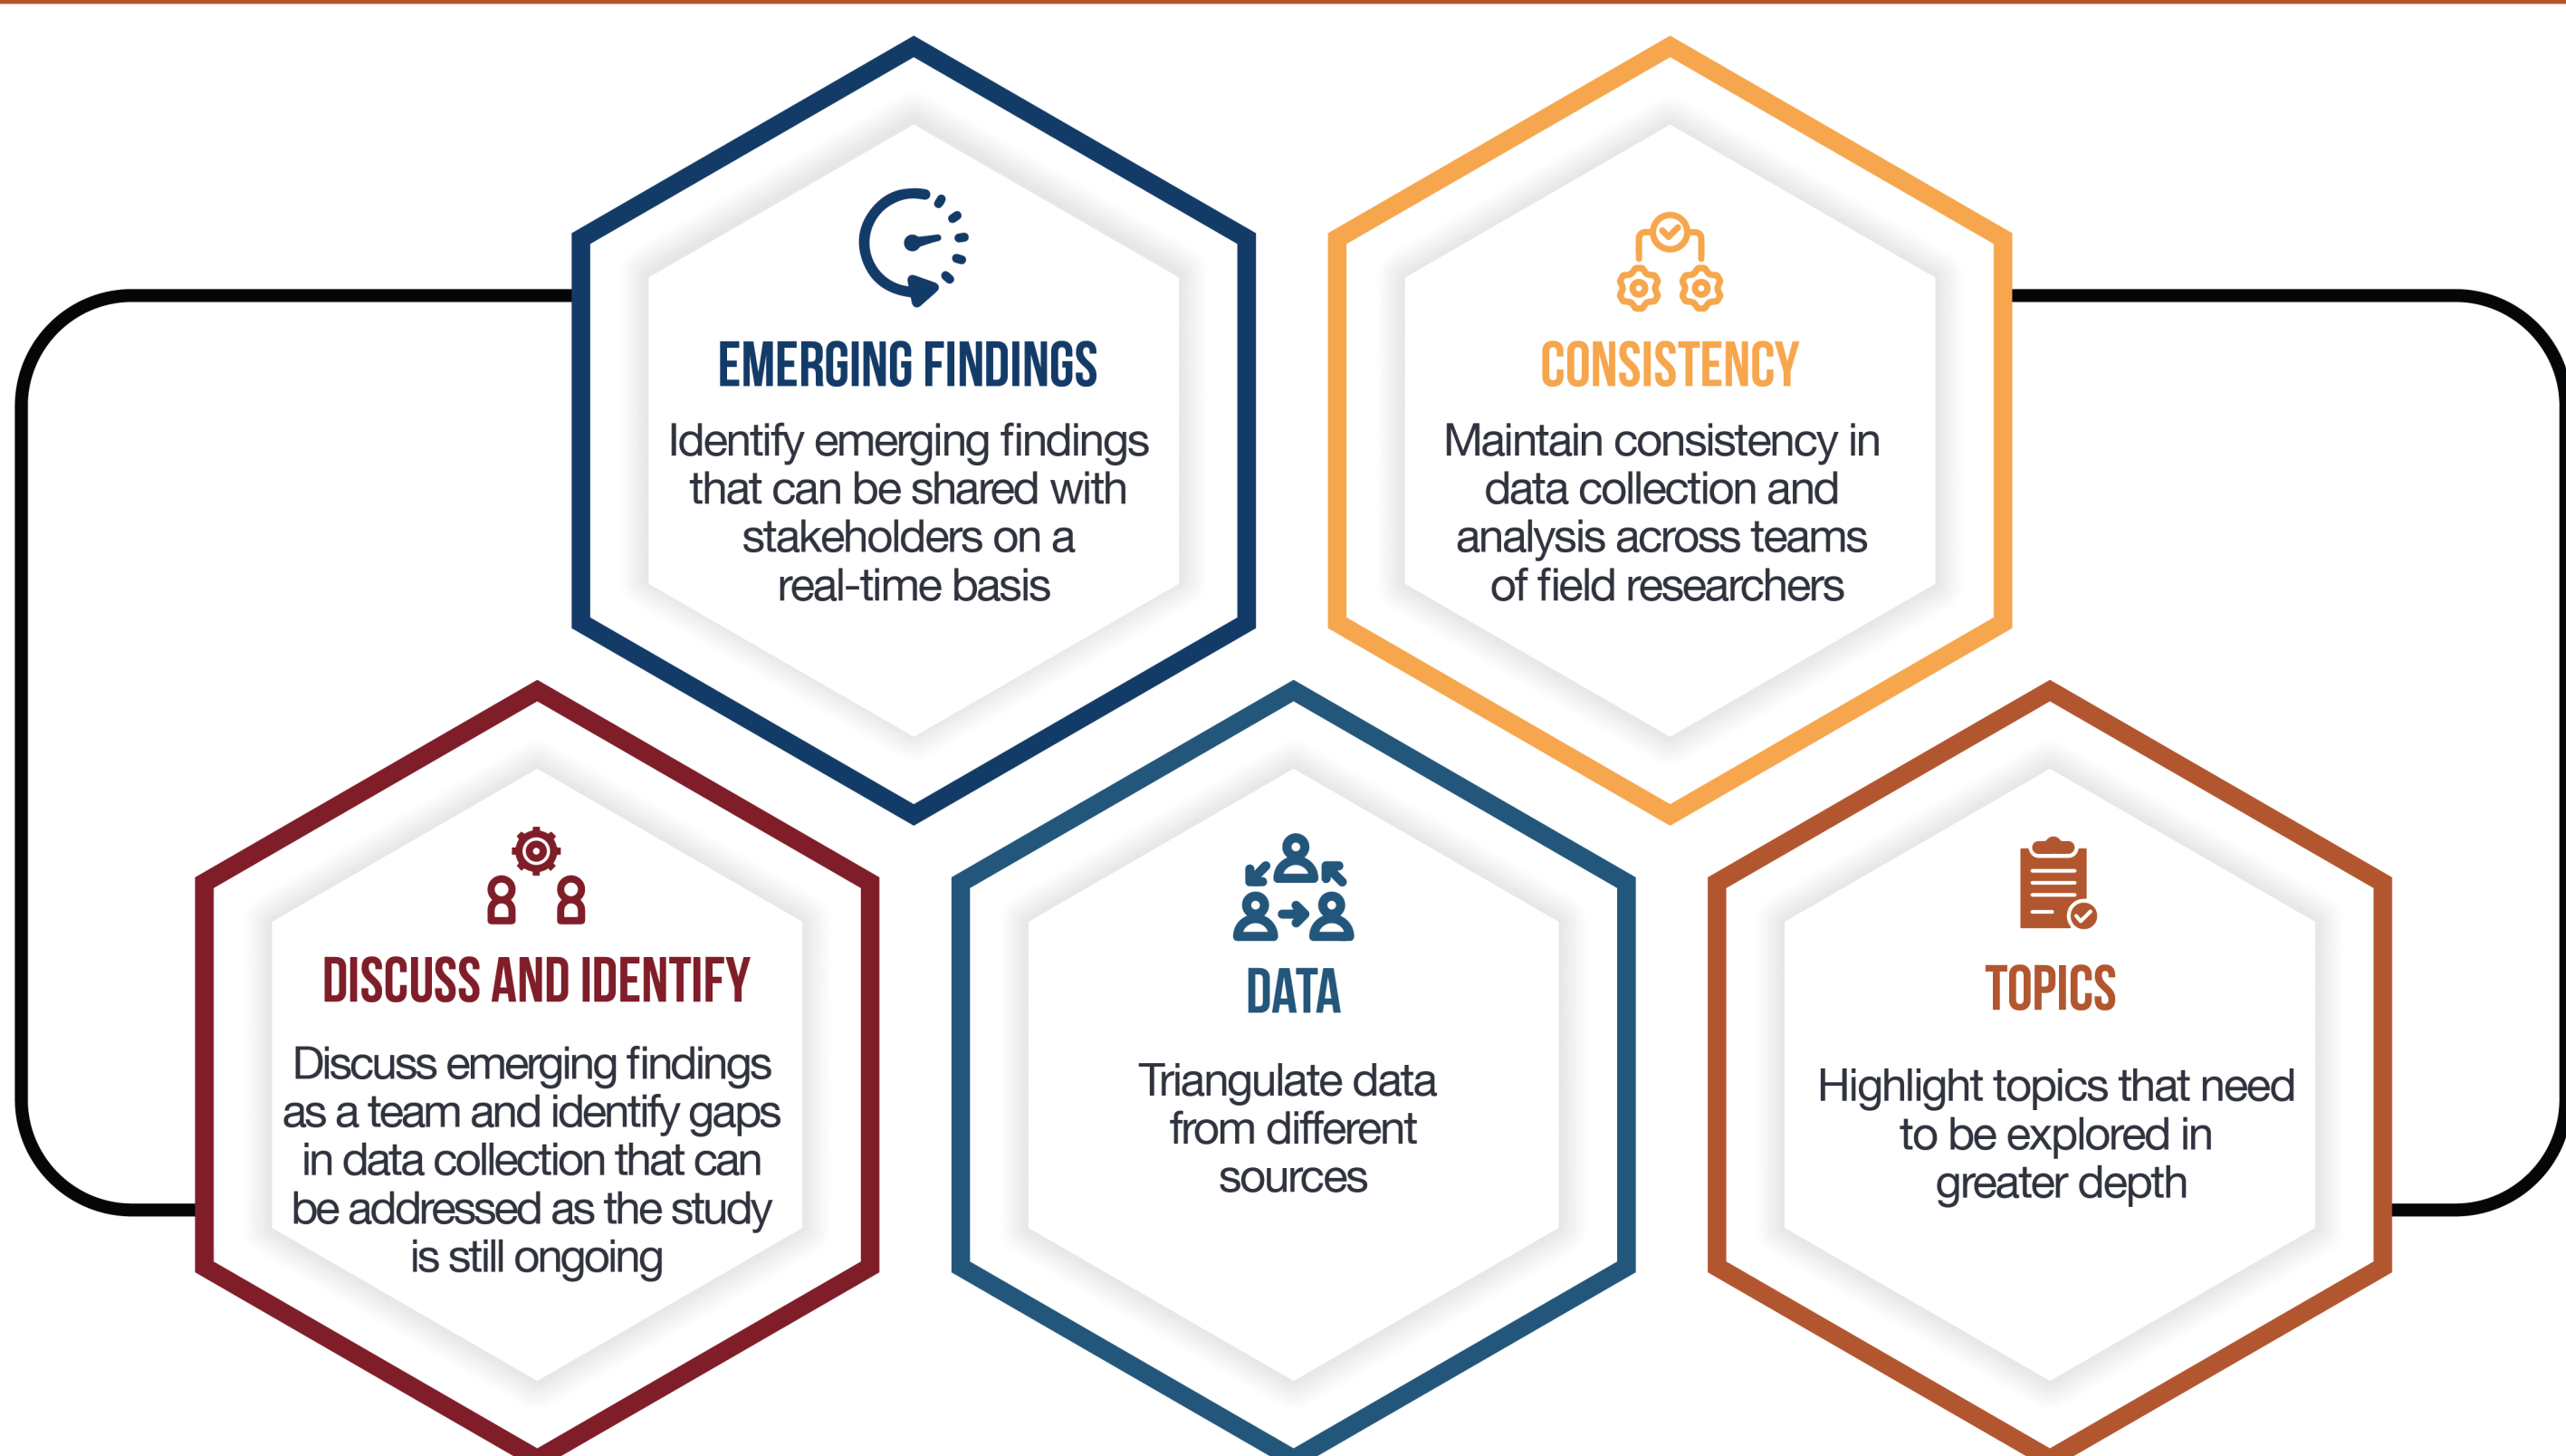 EMERGING FINDINGS
Identify emerging findings
that can be shared with
stakeholders on a
real-time basis
CONSISTENCY
Maintain consistency in
data collection and
analysis across teams
of field researchers
DISCUSS AND IDENTIFY
Discuss emerging findings
as a team and identify gaps
in data collection that can
be addressed as the study
is still ongoing
DATA
Triangulate data
from different
sources
TOPICS
Highlight topics that need
to be explored in
greater depth